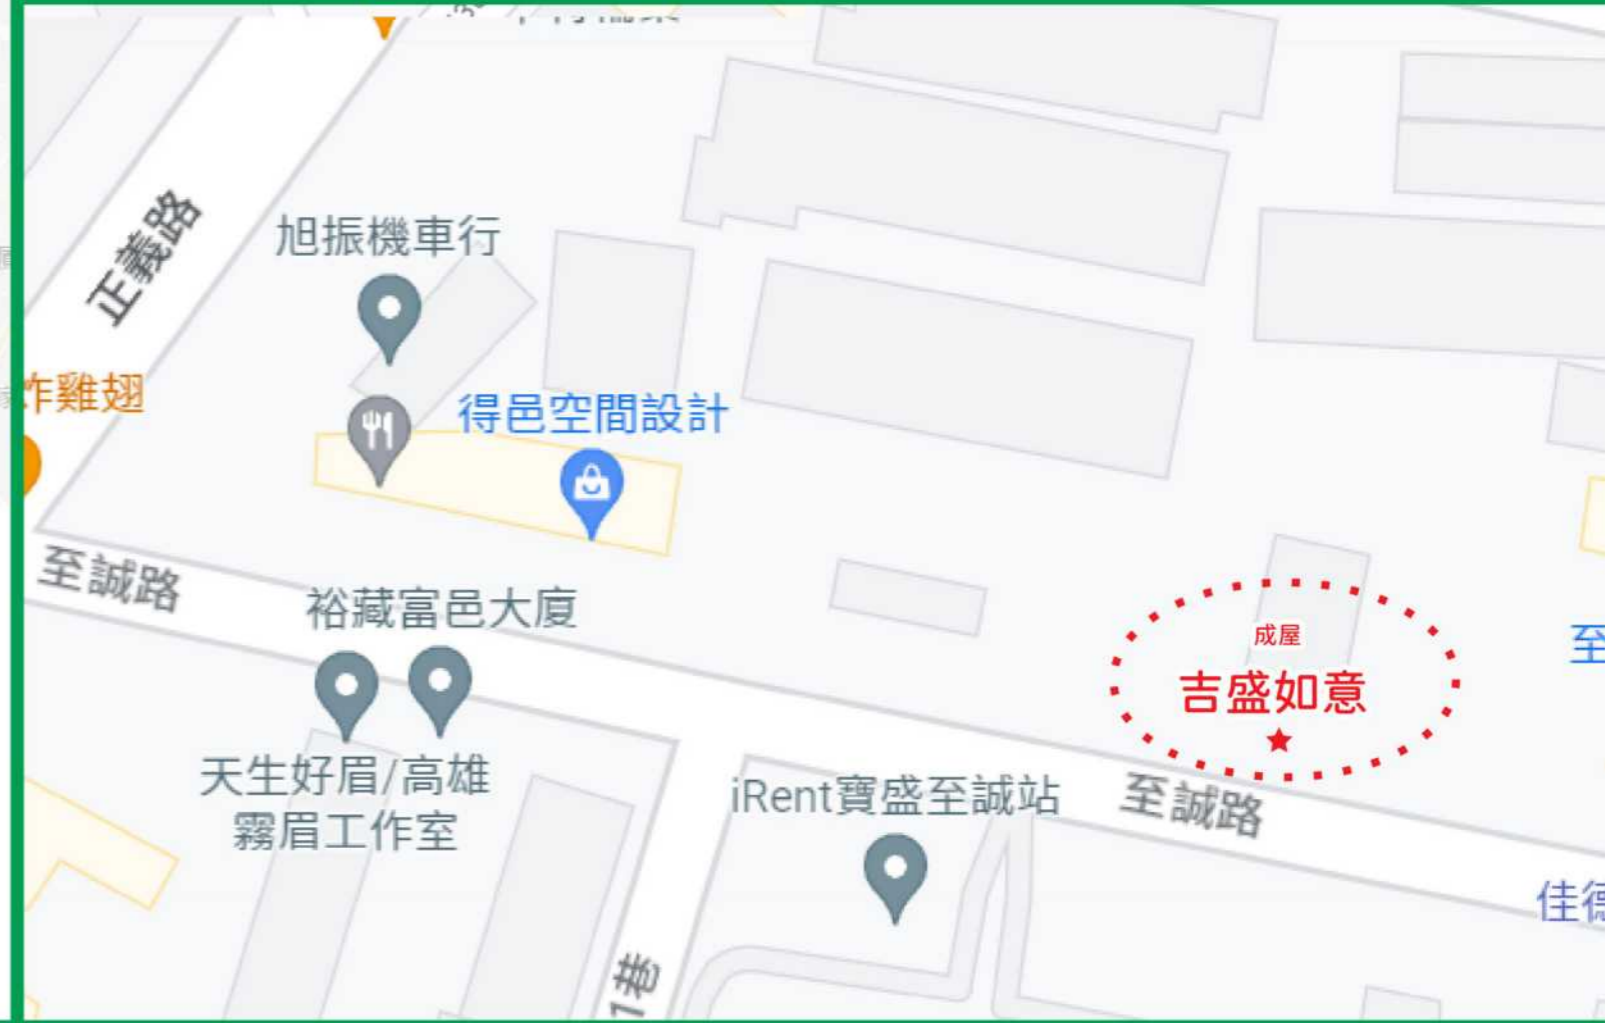 正義路
旭振機車行
炸雞翅
得邑空間設計
至誠路
裕藏富邑大廈
成屋
吉盛如意
至
天生好眉/高雄
霧眉工作室
iRent寶盛至誠站
至誠路
佳德
1巷